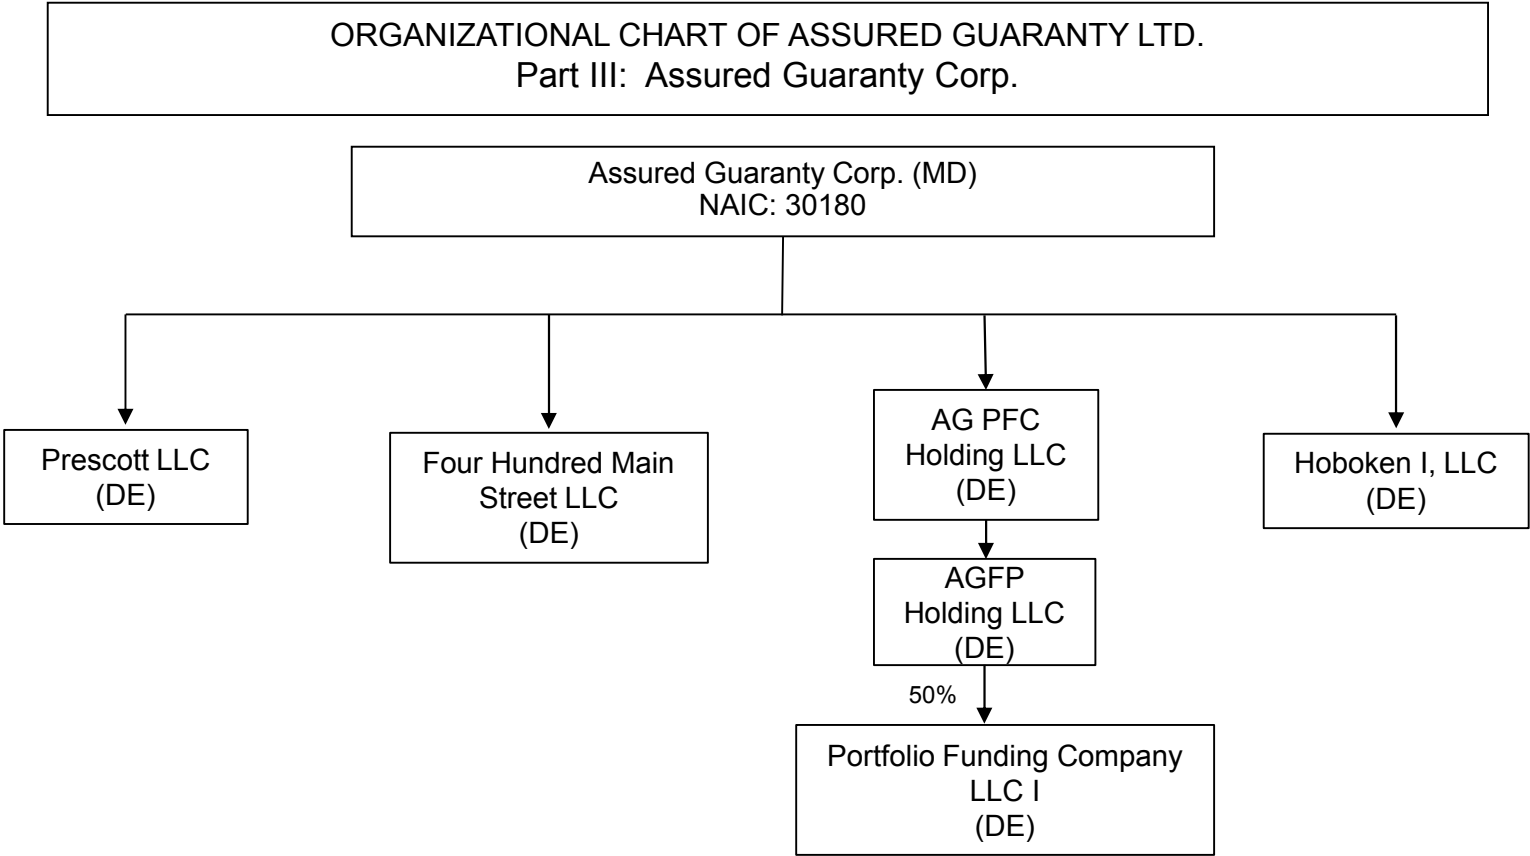 ORGANIZATIONAL CHART OF ASSURED GUARANTY LTD.
Part III:  Assured Guaranty Corp.
Assured Guaranty Corp. (MD)
NAIC: 30180
Prescott LLC
(DE)
Four Hundred Main
Street LLC
(DE)
AG PFC
Holding LLC
(DE)
Hoboken I, LLC
(DE)
AGFP
Holding LLC
(DE)
50%
Portfolio Funding Company
LLC I
(DE)